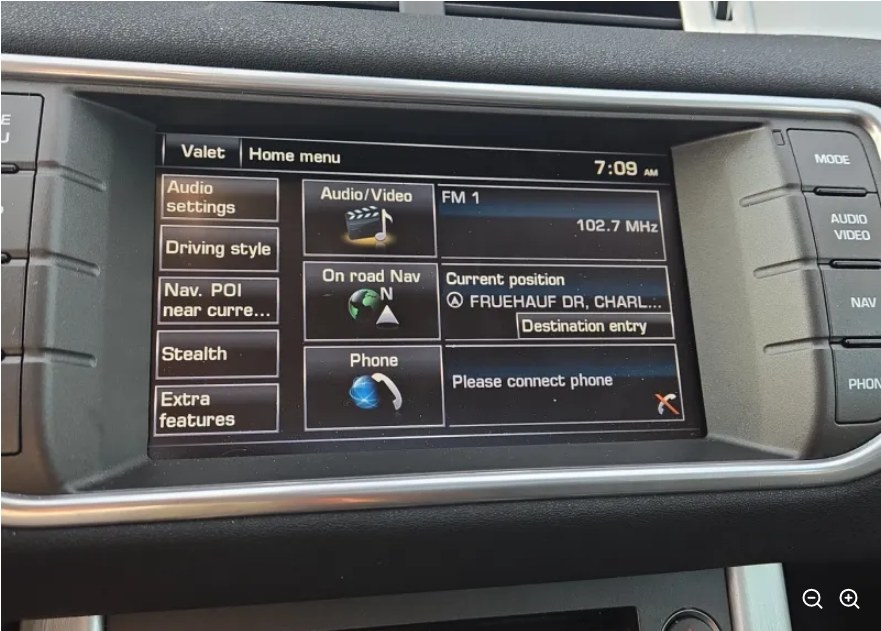 Valet
Home menu
7:09 AM
Audio
settings
Driving style
Nav. POI
near curre...
Stealth
Extra
features
Audio/Video
FM 1
102.7 MHz
On road Nav
N
Current position
FRUEHAUF DR, CHARL...
Destination entry
Phone
Please connect phone
MODE
AUDIO
VIDEO
NAV
PHON
E
U